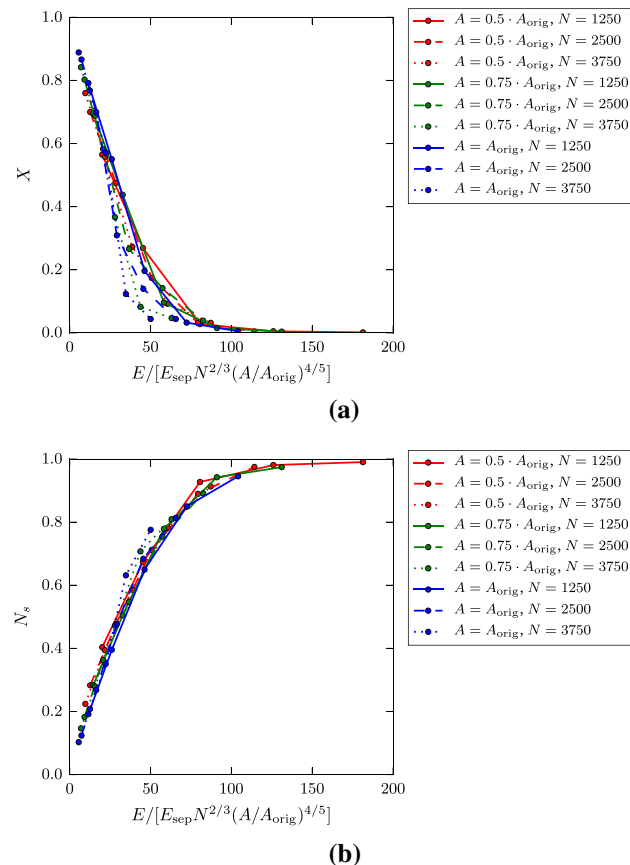 1.0
0.8
0.6
0.4
0.2
0.0
X
0 50 100 150 200
E/[E_sep N^{2/3}(A/A_orig)^{4/5}]
A = 0.5 · A_orig, N = 1250
A = 0.5 · A_orig, N = 2500
A = 0.5 · A_orig, N = 3750
A = 0.75 · A_orig, N = 1250
A = 0.75 · A_orig, N = 2500
A = 0.75 · A_orig, N = 3750
A = A_orig, N = 1250
A = A_orig, N = 2500
A = A_orig, N = 3750
(a)
1.0
0.8
0.6
0.4
0.2
0.0
N_s
0 50 100 150 200
E/[E_sep N^{2/3}(A/A_orig)^{4/5}]
A = 0.5 · A_orig, N = 1250
A = 0.5 · A_orig, N = 2500
A = 0.5 · A_orig, N = 3750
A = 0.75 · A_orig, N = 1250
A = 0.75 · A_orig, N = 2500
A = 0.75 · A_orig, N = 3750
A = A_orig, N = 1250
A = A_orig, N = 2500
A = A_orig, N = 3750
(b)